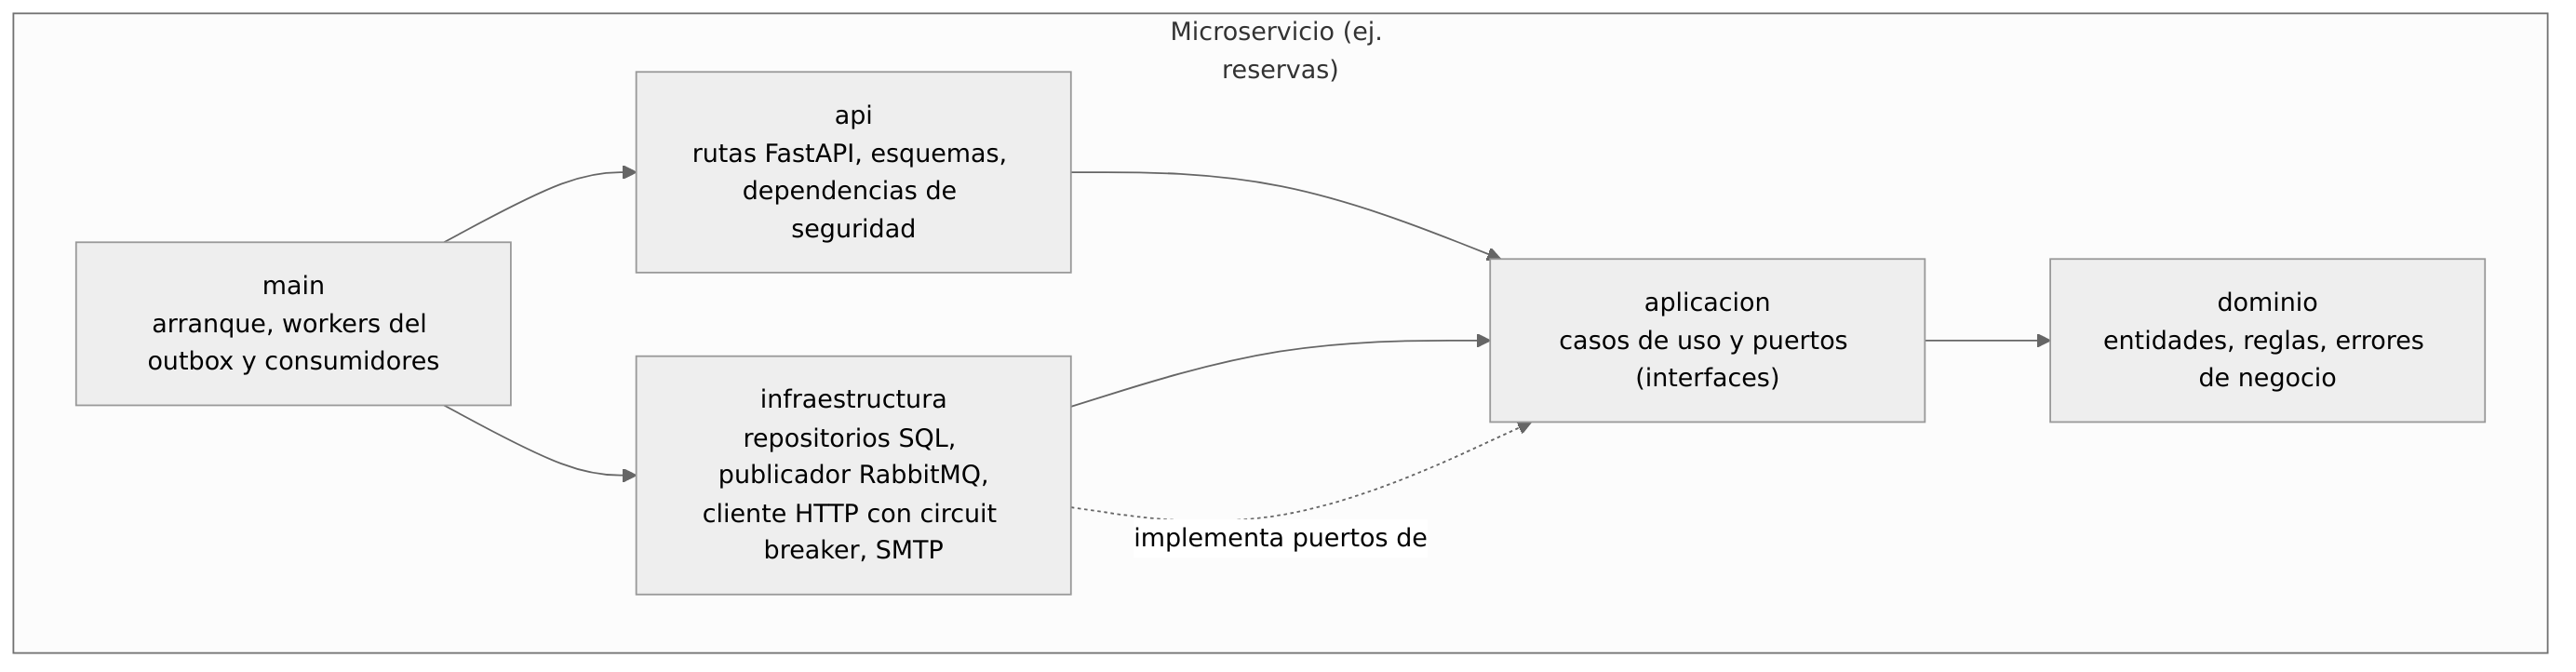 Microservicio (ej.
reservas)
api
rutas FastAPI, esquemas,
dependencias de
seguridad
main
arranque, workers del
outbox y consumidores
infraestructura
repositorios SQL,
publicador RabbitMQ,
cliente HTTP con circuit
breaker, SMTP
implementa puertos de
aplicacion
casos de uso y puertos
(interfaces)
dominio
entidades, reglas, errores
de negocio